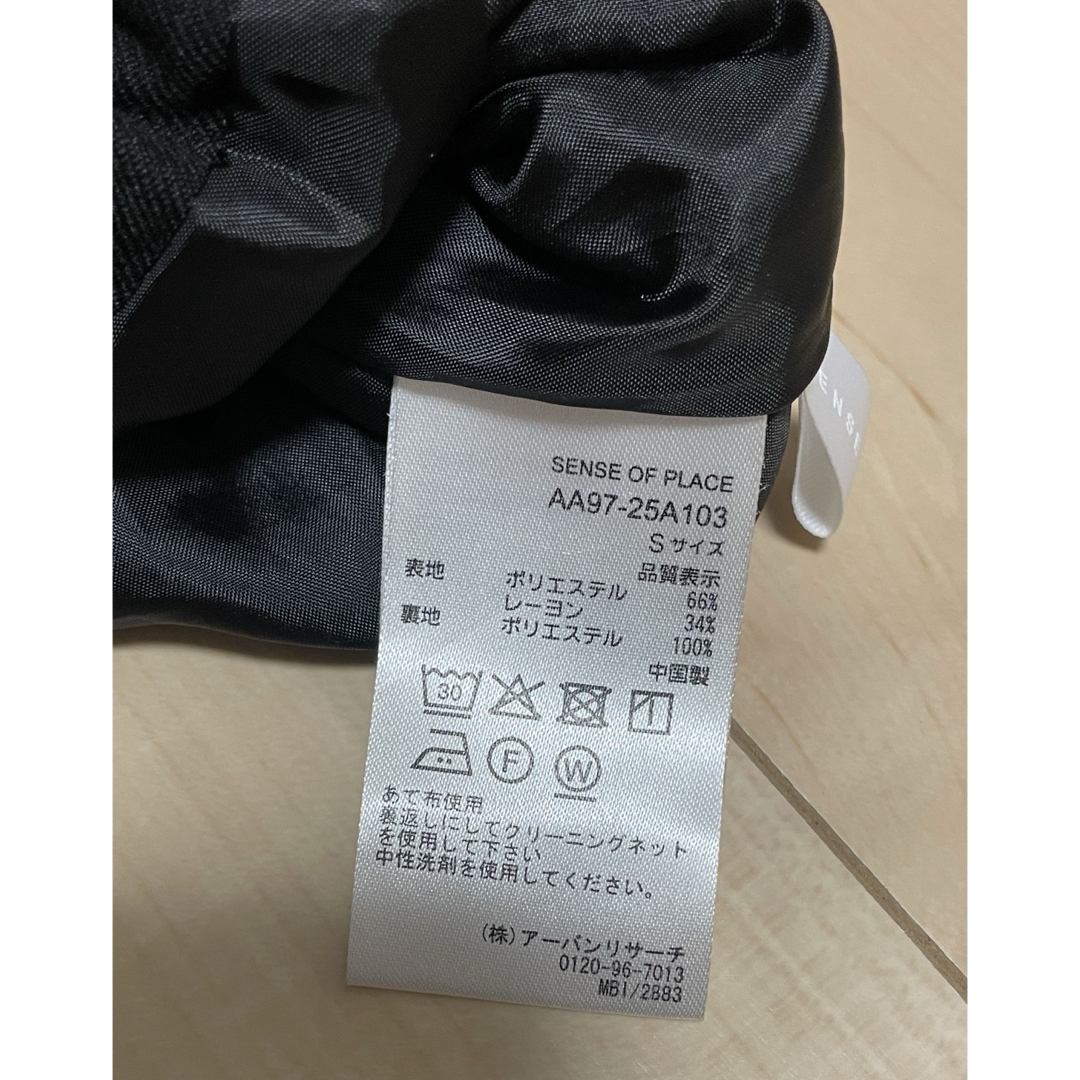 SENSE OF PLACE
AA97-25A103
Sサイズ
品質表示
表地 ポリエステル 66%
レーヨン 34%
裏地 ポリエステル 100%
中国製
30
F W
あて布使用
裏返しにしてクリーニングネット
を使用して下さい
中性洗剤を使用してください。
(株)アーバンリサーチ
0120-96-7013
MBI/2883
ENSE